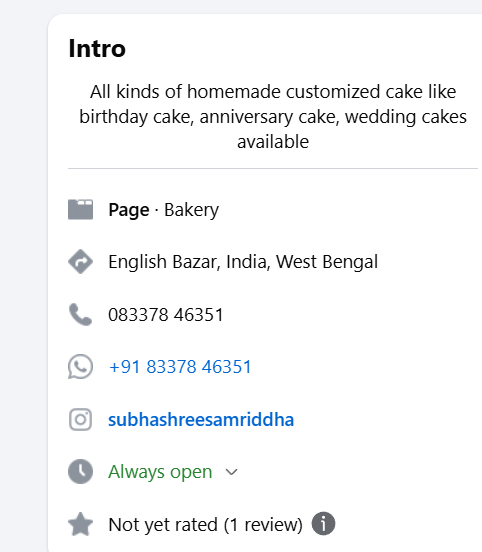 Intro
All kinds of homemade customized cake like
birthday cake, anniversary cake, wedding cakes
available
Page · Bakery
English Bazar, India, West Bengal
083378 46351
+91 83378 46351
subhashreesamriddha
Always open
Not yet rated (1 review)